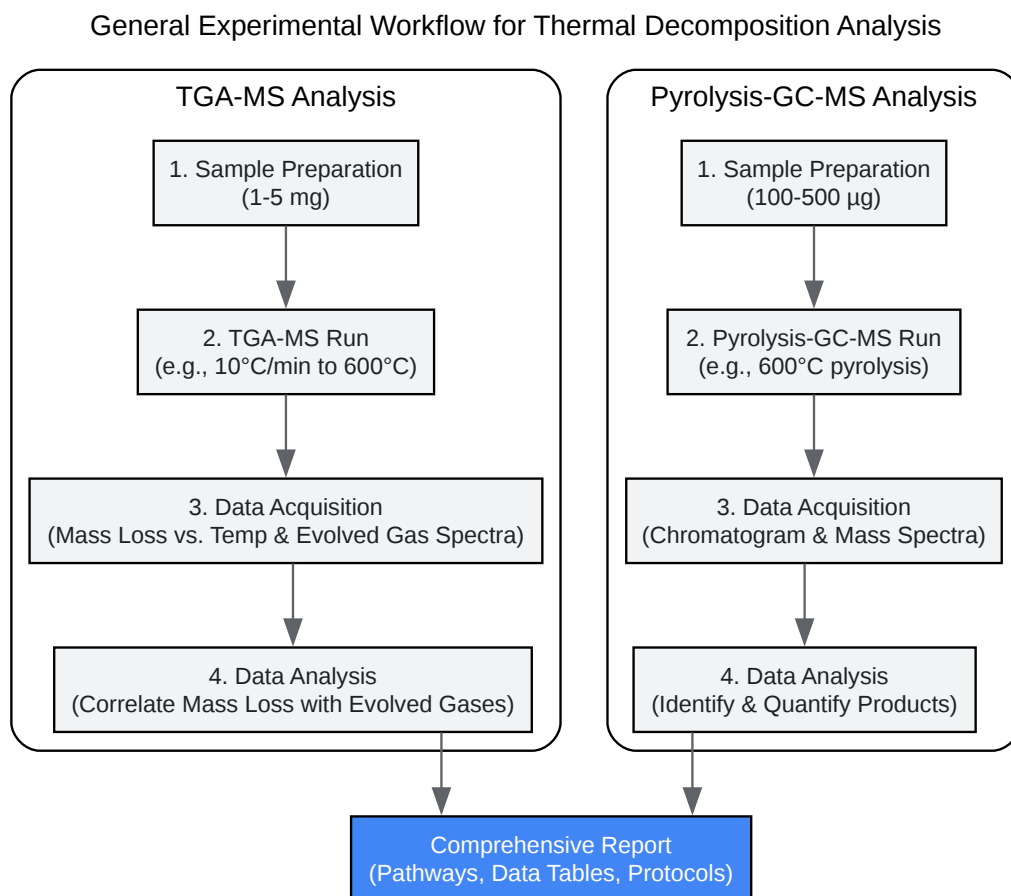 General Experimental Workflow for Thermal Decomposition Analysis
TGA-MS Analysis
1. Sample Preparation
(1-5 mg)
2. TGA-MS Run
(e.g., 10°C/min to 600°C)
3. Data Acquisition
(Mass Loss vs. Temp & Evolved Gas Spectra)
4. Data Analysis
(Correlate Mass Loss with Evolved Gases)
Pyrolysis-GC-MS Analysis
1. Sample Preparation
(100-500 µg)
2. Pyrolysis-GC-MS Run
(e.g., 600°C pyrolysis)
3. Data Acquisition
(Chromatogram & Mass Spectra)
4. Data Analysis
(Identify & Quantify Products)
Comprehensive Report
(Pathways, Data Tables, Protocols)